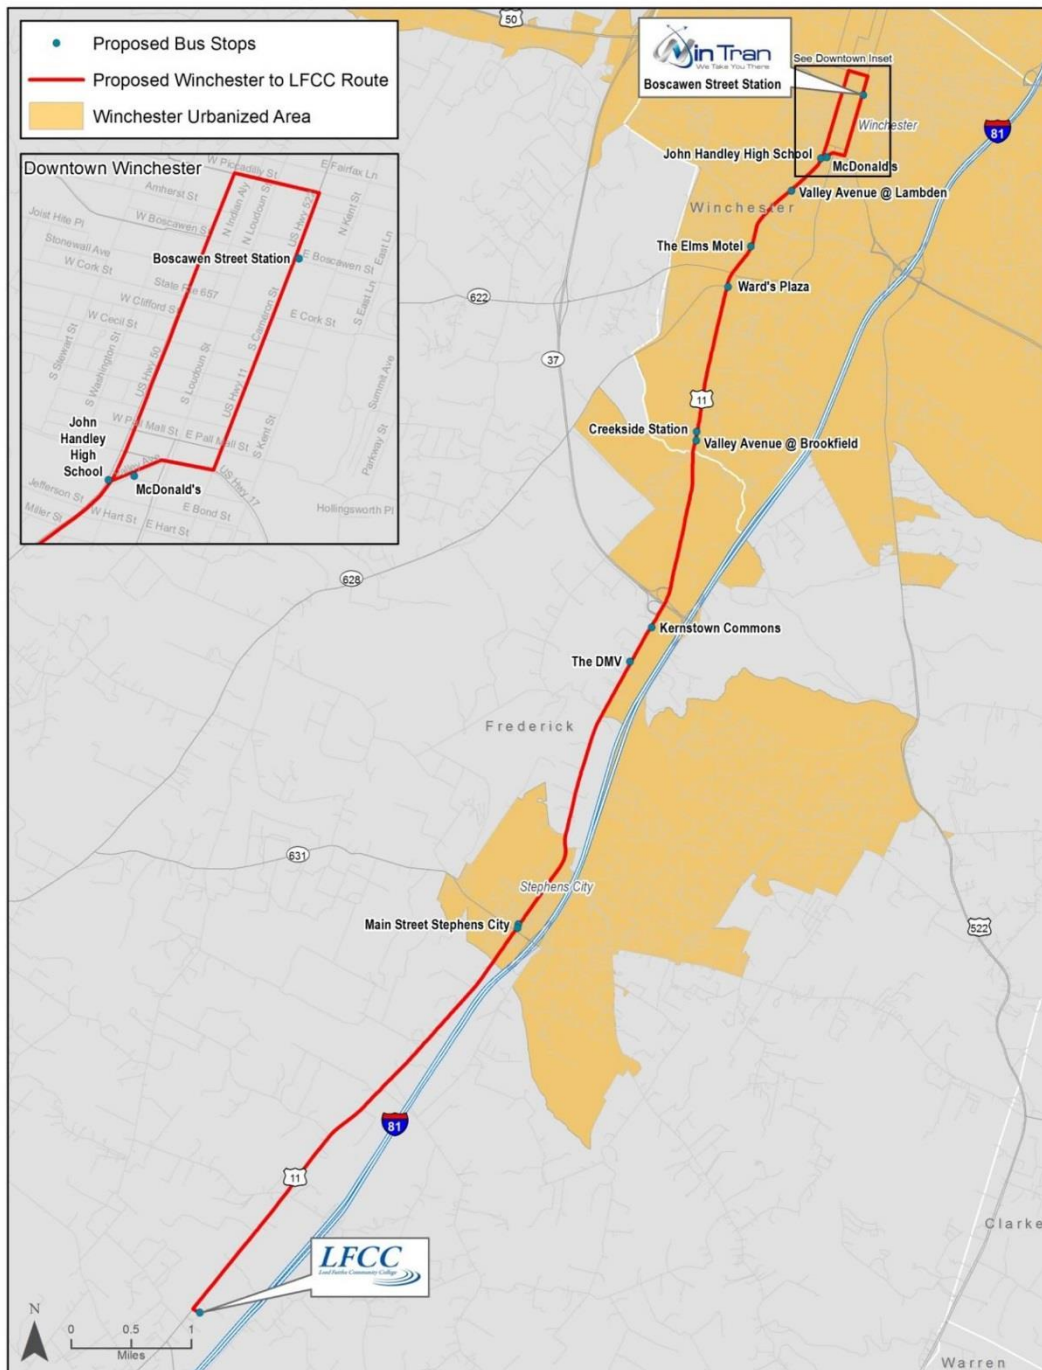 Proposed Bus Stops
Proposed Winchester to LFCC Route
Winchester Urbanized Area
50
WinTran
We Take You There
Boscawen Street Station
See Downtown Inset
Winchester
81
John Handley High School
McDonald's
Valley Avenue @ Lambden
Winchester
The Elms Motel
Ward's Plaza
622
37
11
Creekside Station
Valley Avenue @ Brookfield
Downtown Winchester
W Piccadilly St
E Fairfax Ln
Amherst St
N Indian Aly
N Loudoun St
US Hwy 522
N Kent St
Joist Hite Pl
W Boscawen St
Stonewall Ave
Boscawen Street Station
E Boscawen St
East Ln
W Cork St
State Rte 657
W Clifford St
S Cameron St
E Cork St
S East Ln
W Cecil St
S Stewart St
S Washington St
US Hwy 50
S Loudoun St
US Hwy 11
Summit Ave
John
Handley
High
School
W Pall Mall St
E Pall Mall St
S Kent St
Parkway St
McDonald's
US Hwy 17
Jefferson St
Miller St
W Hart St
E Hart St
E Bond St
Hollingsworth Pl
628
Kernstown Commons
The DMV
Frederick
631
Stephens City
Main Street Stephens City
522
81
11
Clarke
LFCC
Lord Fairfax Community College
N
0 0.5 1
Miles
Warren